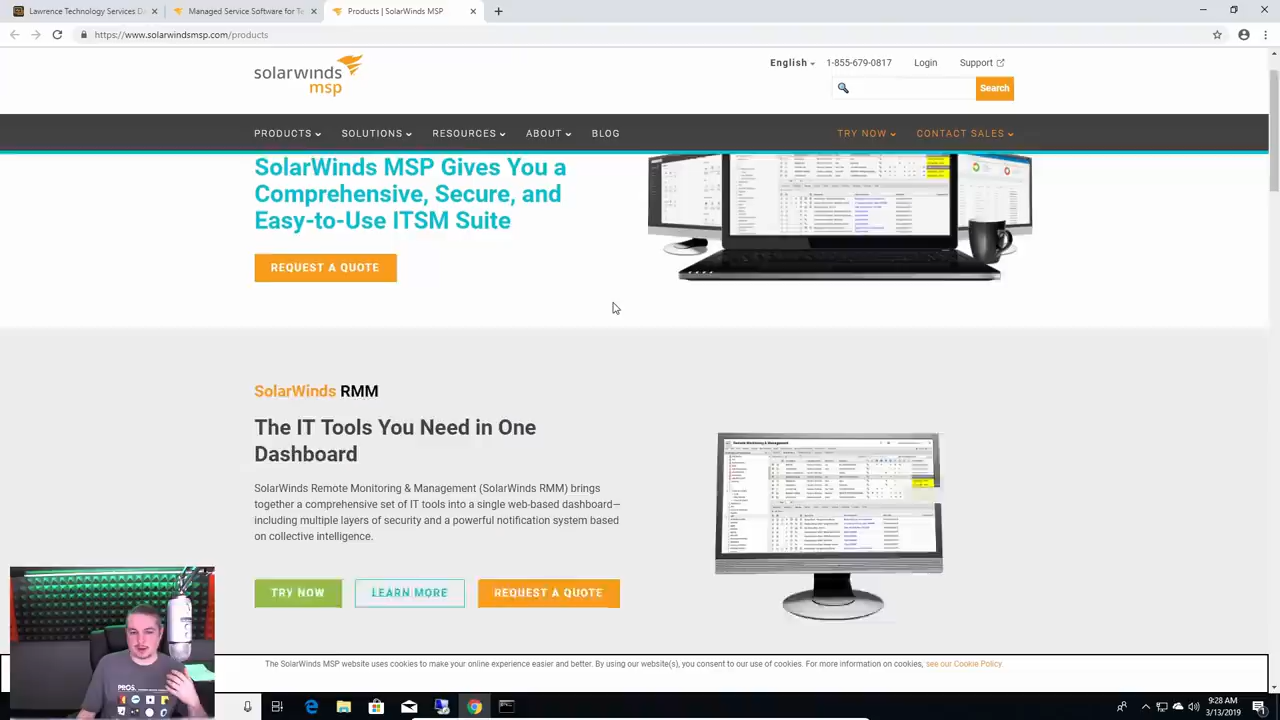 Lawrence Technology Services Da
Managed Service Software for Te
Products | SolarWinds MSP
https://www.solarwindsmsp.com/products
solarwinds
msp
English
1-855-679-0817
Login
Support
Search
PRODUCTS
SOLUTIONS
RESOURCES
ABOUT
BLOG
TRY NOW
CONTACT SALES
SolarWinds MSP Gives You a
Comprehensive, Secure, and
Easy-to-Use ITSM Suite
REQUEST A QUOTE
SolarWinds RMM
The IT Tools You Need in One
Dashboard
SolarWinds Remote Monitoring & Management (SolarWinds RMM) brings
together a comprehensive set of IT tools into a single web-based dashboard—
including multiple layers of security and a powerful notification feed based
on collective intelligence.
TRY NOW
LEARN MORE
REQUEST A QUOTE
The SolarWinds MSP website uses cookies to make your online experience easier and better. By using our website(s), you consent to our use of cookies. For more information on cookies, see our Cookie Policy.
PROS.
9:28 AM
3/13/2019